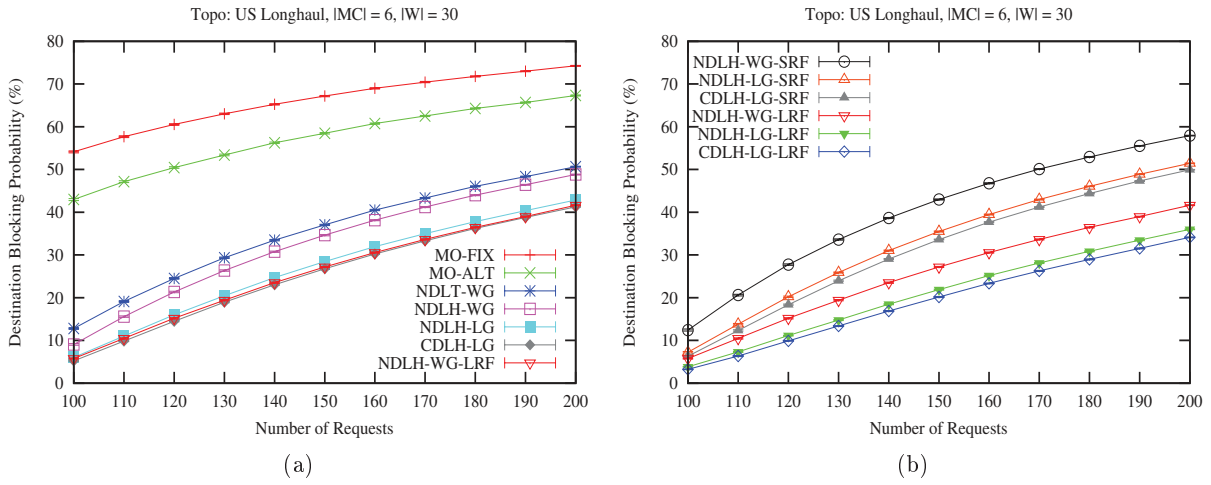 Topo: US Longhaul, |MC| = 6, |W| = 30
Destination Blocking Probability (%)
80
70
60
50
40
30
20
10
0
MO-FIX
MO-ALT
NDLT-WG
NDLH-WG
NDLH-LG
CDLH-LG
NDLH-WG-LRF
100 110 120 130 140 150 160 170 180 190 200
Number of Requests
(a)
Topo: US Longhaul, |MC| = 6, |W| = 30
Destination Blocking Probability (%)
80
70
60
50
40
30
20
10
0
NDLH-WG-SRF
NDLH-LG-SRF
CDLH-LG-SRF
NDLH-WG-LRF
NDLH-LG-LRF
CDLH-LG-LRF
100 110 120 130 140 150 160 170 180 190 200
Number of Requests
(b)